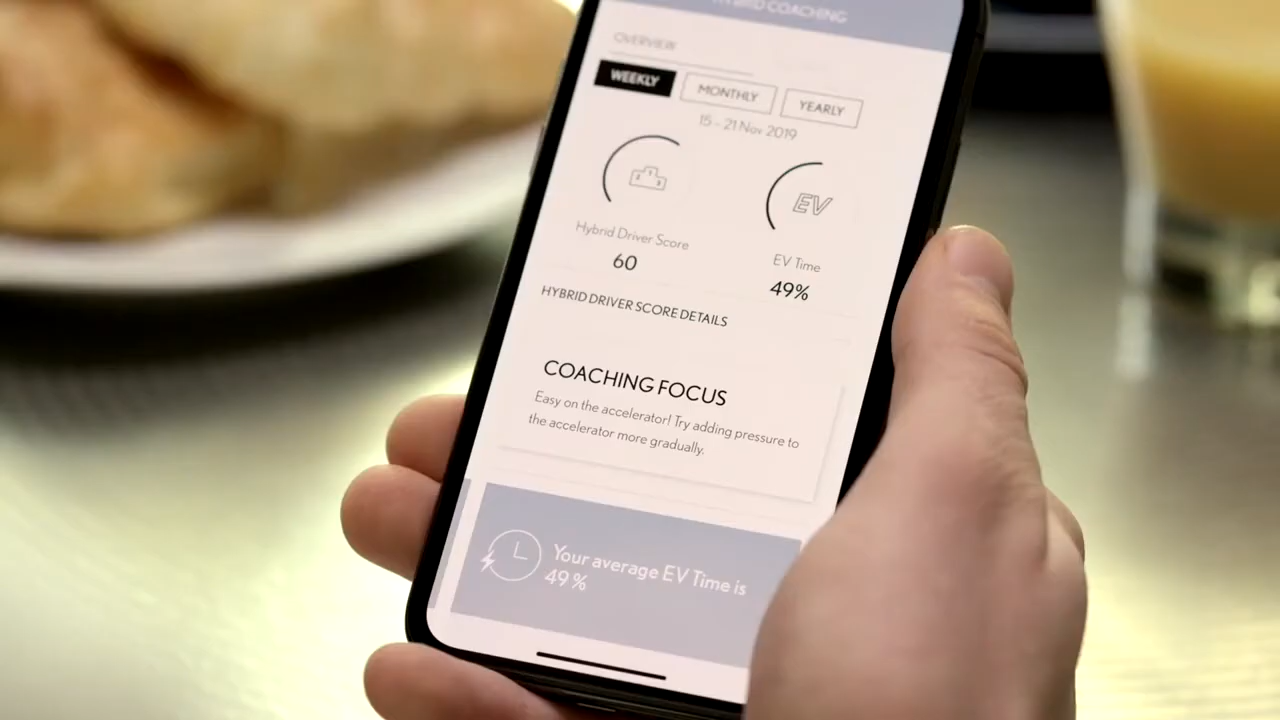 HYBRID COACHING
OVERVIEW
WEEKLY MONTHLY YEARLY
15 - 21 Nov 2019
EV
Hybrid Driver Score EV Time
60 49%
HYBRID DRIVER SCORE DETAILS
COACHING FOCUS
Easy on the accelerator! Try adding pressure to
the accelerator more gradually.
Your average EV Time is
49%